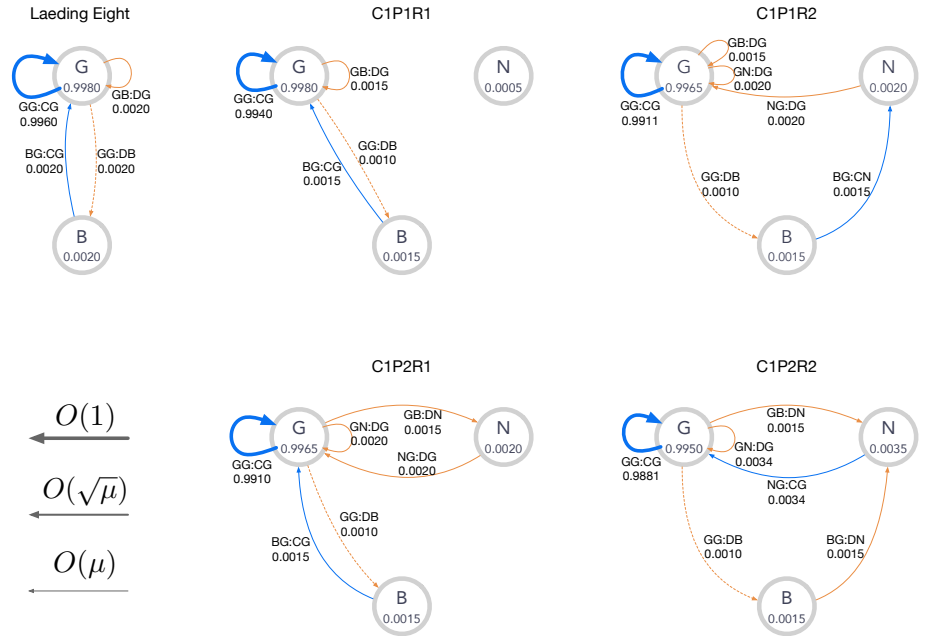 Laeding Eight
G
0.9980
GG:CG
0.9960
GB:DG
0.0020
BG:CG
0.0020
GG:DB
0.0020
B
0.0020
C1P1R1
G
0.9980
GG:CG
0.9940
GB:DG
0.0015
N
0.0005
GG:DB
0.0010
BG:CG
0.0015
B
0.0015
C1P1R2
G
0.9965
GG:CG
0.9911
GB:DG
0.0015
GN:DG
0.0020
N
0.0020
NG:DG
0.0020
GG:DB
0.0010
BG:CN
0.0015
B
0.0015
O(1)
O(√μ)
O(μ)
C1P2R1
G
0.9965
GG:CG
0.9910
GB:DN
0.0015
GN:DG
0.0020
NG:DG
0.0020
N
0.0020
GG:DB
0.0010
BG:CG
0.0015
B
0.0015
C1P2R2
G
0.9950
GG:CG
0.9881
GB:DN
0.0015
GN:DG
0.0034
NG:CG
0.0034
N
0.0035
GG:DB
0.0010
BG:DN
0.0015
B
0.0015